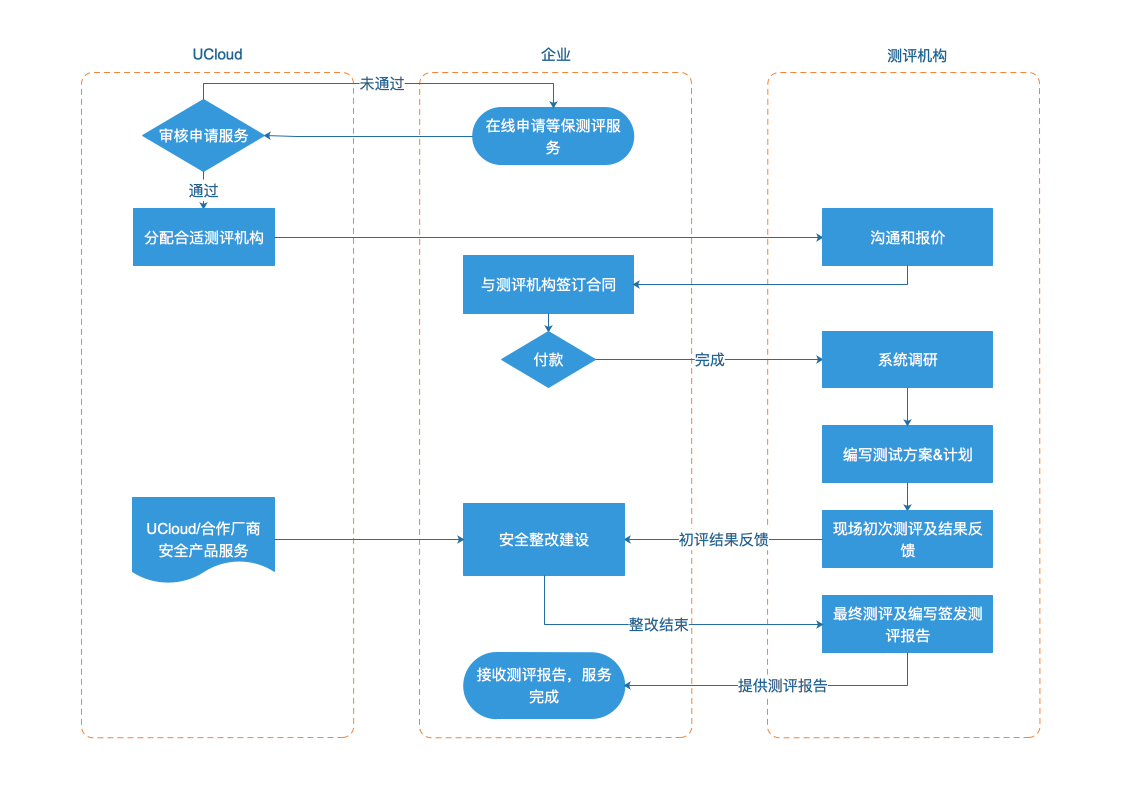 UCloud
企业
测评机构
未通过
审核申请服务
在线申请等保测评服
务
通过
分配合适测评机构
沟通和报价
与测评机构签订合同
付款
完成
系统调研
编写测试方案&计划
UCloud/合作厂商
安全产品服务
安全整改建设
初评结果反馈
现场初次测评及结果反
馈
整改结束
最终测评及编写签发测
评报告
接收测评报告，服务
完成
提供测评报告